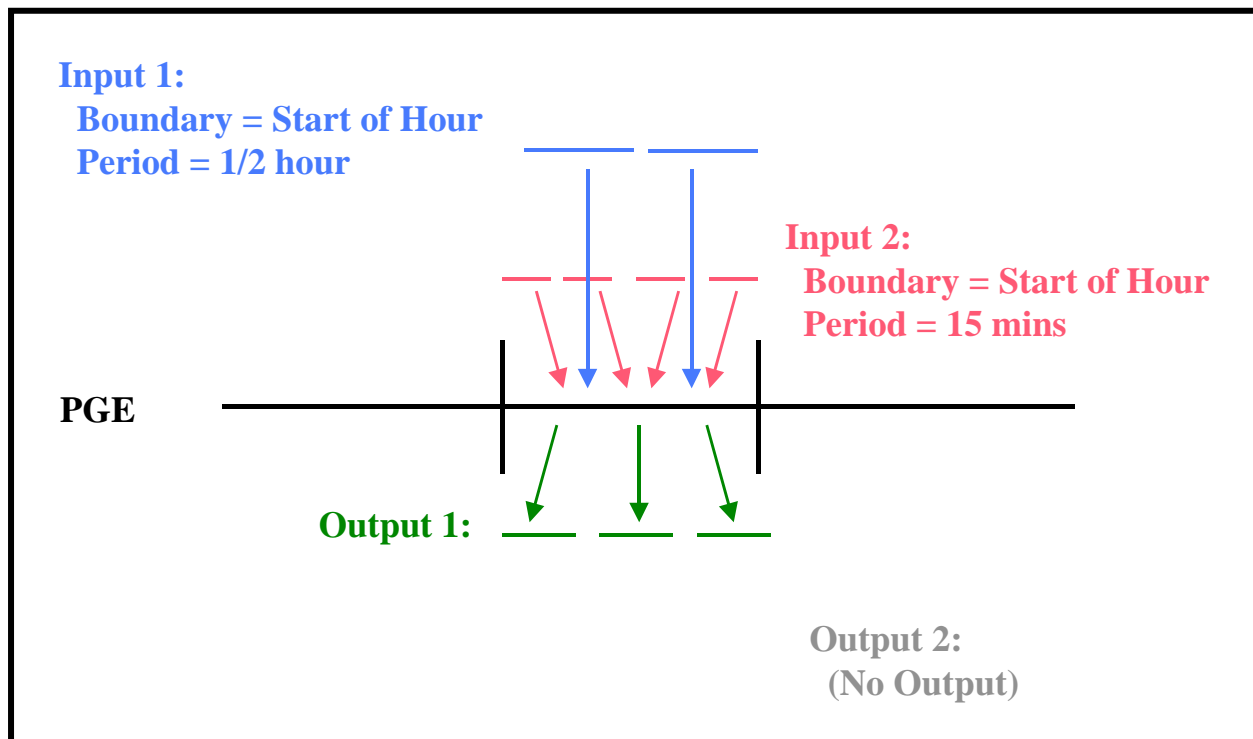 Input 1:
Boundary = Start of Hour
Period = 1/2 hour
Input 2:
Boundary = Start of Hour
Period = 15 mins
PGE
Output 1:
Output 2:
(No Output)